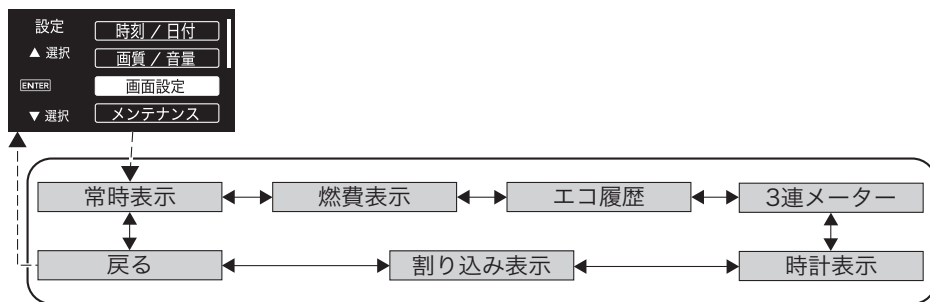 設定
▲ 選択
ENTER
▼ 選択
時刻 / 日付
画質 / 音量
画面設定
メンテナンス
常時表示
燃費表示
エコ履歴
3連メーター
戻る
割り込み表示
時計表示